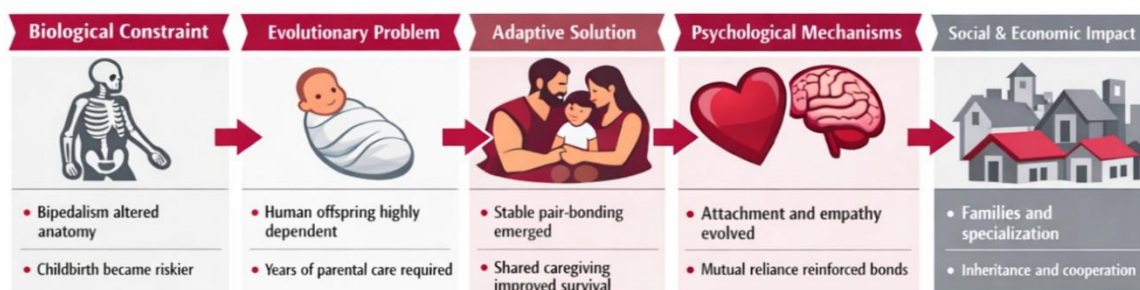 Biological Constraint
Evolutionary Problem
Adaptive Solution
Psychological Mechanisms
Social & Economic Impact
• Bipedalism altered
anatomy
• Childbirth became riskier
• Human offspring highly
dependent
• Years of parental care required
• Stable pair-bonding
emerged
• Shared caregiving
improved survival
• Attachment and empathy
evolved
• Mutual reliance reinforced bonds
• Families and
specialization
• Inheritance and cooperation